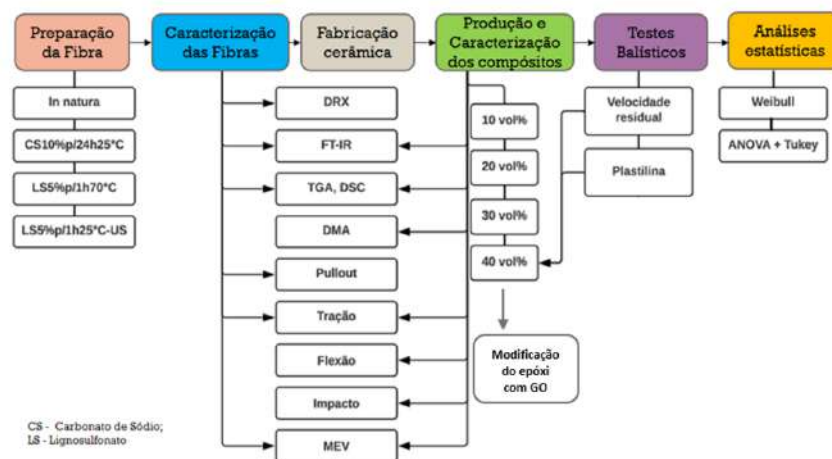 Preparação
da Fibra
Caracterização
das Fibras
Fabricação
cerâmica
Produção e
Caracterização
dos compósitos
Testes
Balísticos
Análises
estatísticas
In natura
CS10%p/24h25°C
LS5%p/1h70°C
LS5%p/1h25°C-US
DRX
FT-IR
TGA, DSC
DMA
Pullout
Tração
Flexão
Impacto
MEV
10 vol%
20 vol%
30 vol%
40 vol%
Modificação
do epóxi
com GO
Velocidade
residual
Plastilina
Weibull
ANOVA + Tukey
CS - Carbonato de Sódio;
LS - Lignosulfonato